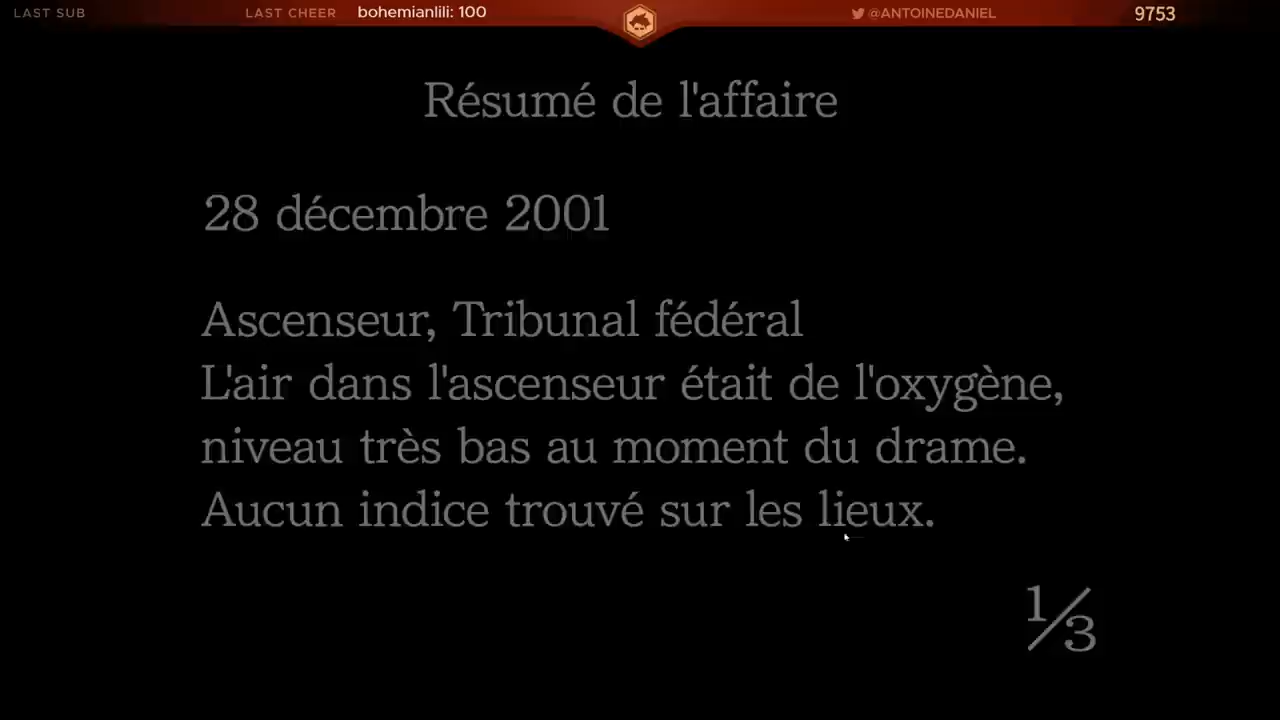 LAST SUB LAST CHEER bohemianlili: 100 @ANTOINEDANIEL 9753
Résumé de l'affaire
28 décembre 2001
Ascenseur, Tribunal fédéral
L'air dans l'ascenseur était de l'oxygène,
niveau très bas au moment du drame.
Aucun indice trouvé sur les lieux.
1/3